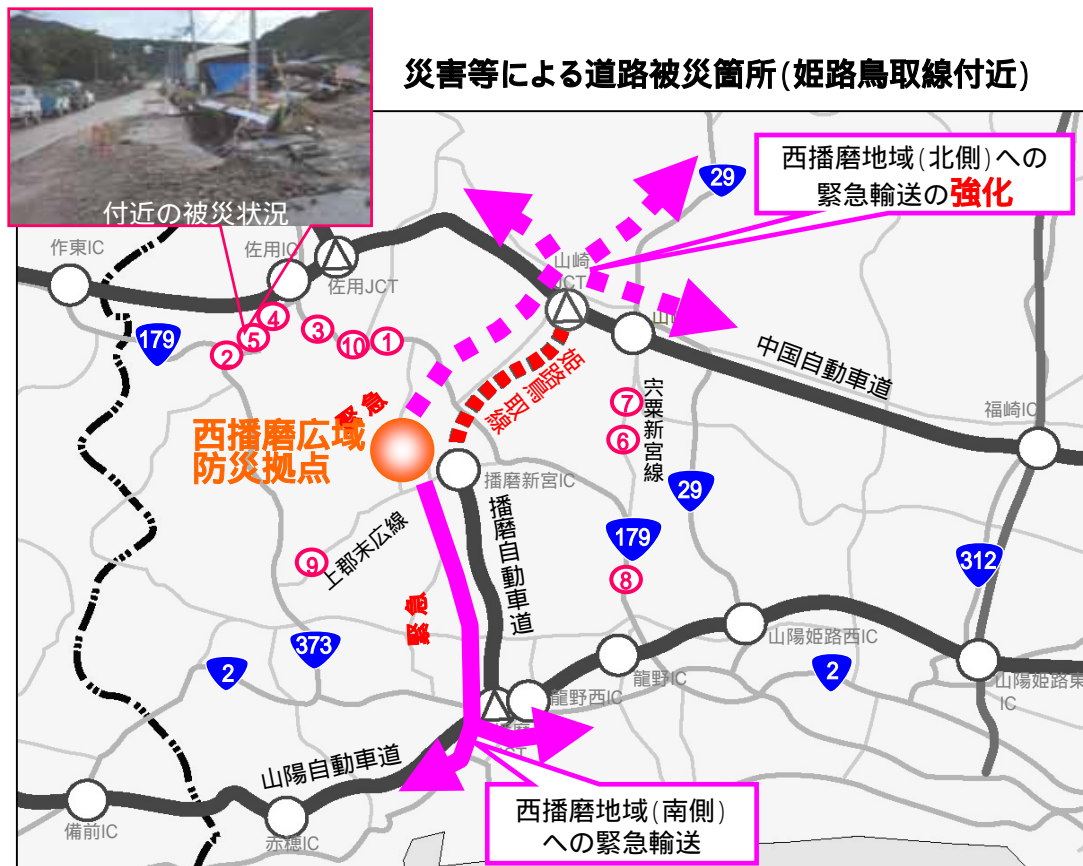 災害等による道路被災箇所(姫路鳥取線付近)
付近の被災状況
西播磨地域(北側)への
緊急輸送の強化
29
作東IC
佐用IC
佐用JCT
山崎
JCT
179
4
5
2
3
10
1
姫路鳥取線
中国自動車道
福崎IC
7
6
宍粟新宮線
緊急
西播磨広域
防災拠点
播磨新宮IC
29
播磨自動車道
179
8
312
9
上郡末広線
緊急
373
2
山陽姫路西IC
2
龍野IC
龍野西IC
山陽姫路東
IC
山陽自動車道
備前IC
赤穂IC
西播磨地域(南側)
への緊急輸送